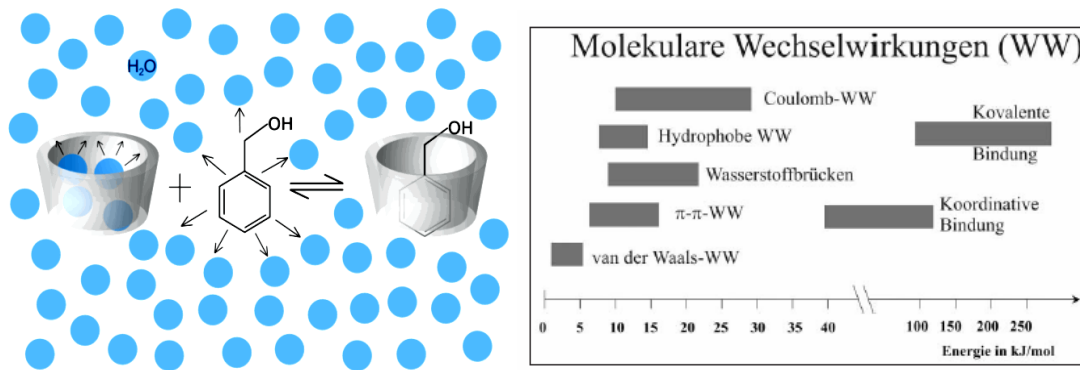 H₂O
OH
+
OH
Molekulare Wechselwirkungen (WW)
Coulomb-WW
Kovalente
Hydrophobe WW
Bindung
Wasserstoffbrücken
π-π-WW
Koordinative
Bindung
van der Waals-WW
0 5 10 15 20 30 35 40 100 150 200 250
Energie in kJ/mol